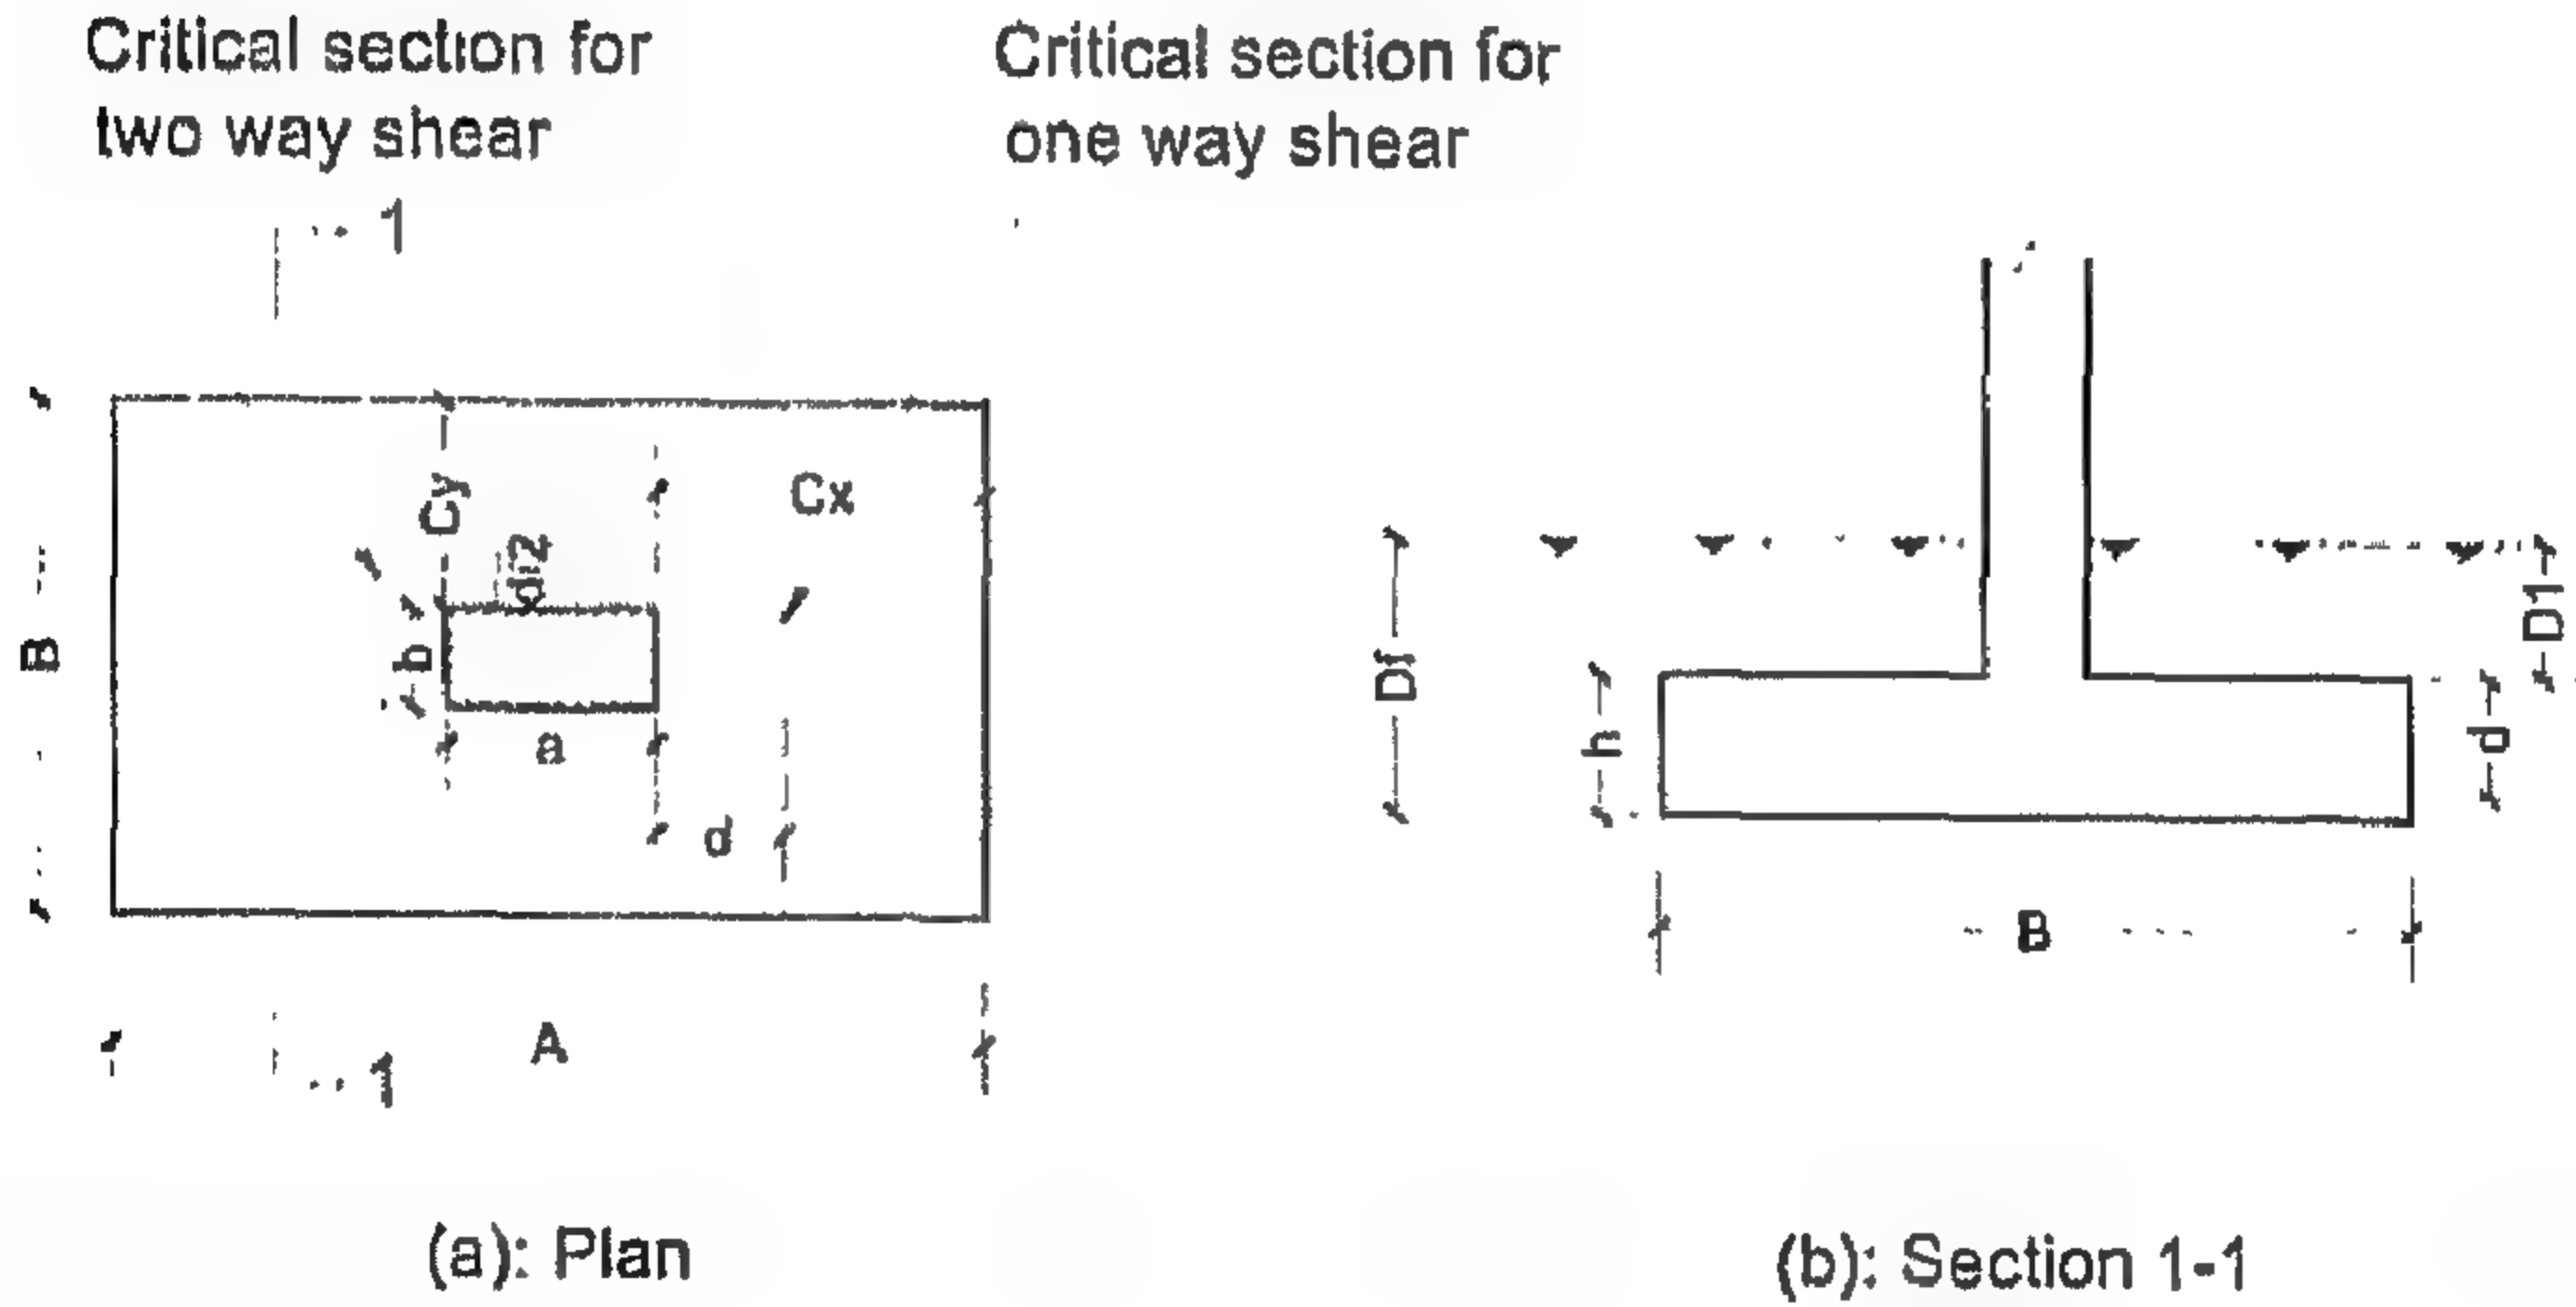 Critical section for
two way shear
Critical section for
one way shear
1
Cy
Cx
d/2
B
b
a
d
A
1
Df
h
D1
d
B
(a): Plan
(b): Section 1-1